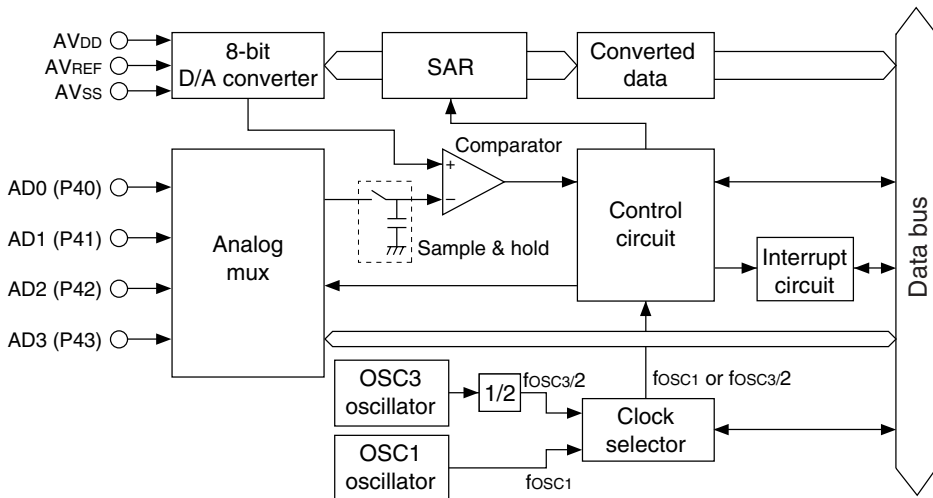 AVDD
AVREF
AVSS
8-bit
D/A converter
SAR
Converted
data
Comparator
+
−
AD0 (P40)
AD1 (P41)
AD2 (P42)
AD3 (P43)
Analog
mux
Sample & hold
Control
circuit
Interrupt
circuit
Data bus
OSC3
oscillator
1/2
fOSC3/2
fOSC1 or fOSC3/2
Clock
selector
OSC1
oscillator
fOSC1